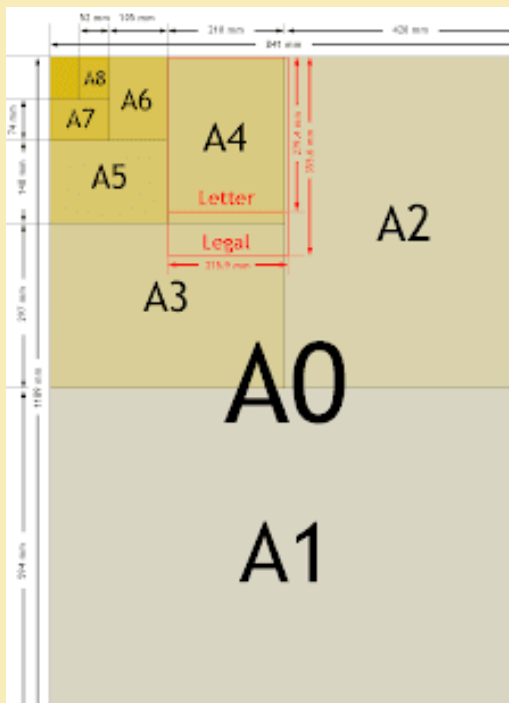 52 mm 105 mm 210 mm 420 mm
841 mm
A8
A6
A7
A4
A5
74 mm
148 mm
279,4 mm
355,6 mm
Letter
Legal
215,9 mm
A2
A3
297 mm
1189 mm
A0
A1
594 mm